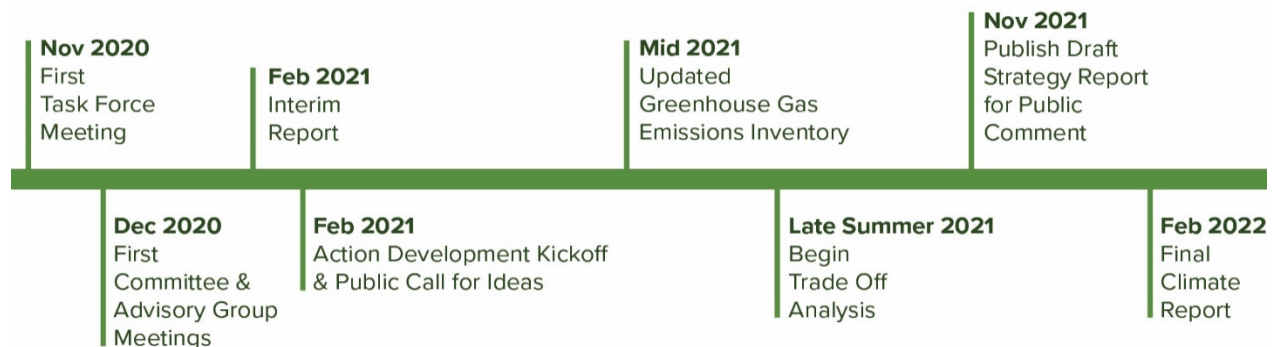 Nov 2020
First
Task Force
Meeting
Dec 2020
First
Committee &
Advisory Group
Meetings
Feb 2021
Interim
Report
Feb 2021
Action Development Kickoff
& Public Call for Ideas
Mid 2021
Updated
Greenhouse Gas
Emissions Inventory
Late Summer 2021
Begin
Trade Off
Analysis
Nov 2021
Publish Draft
Strategy Report
for Public
Comment
Feb 2022
Final
Climate
Report